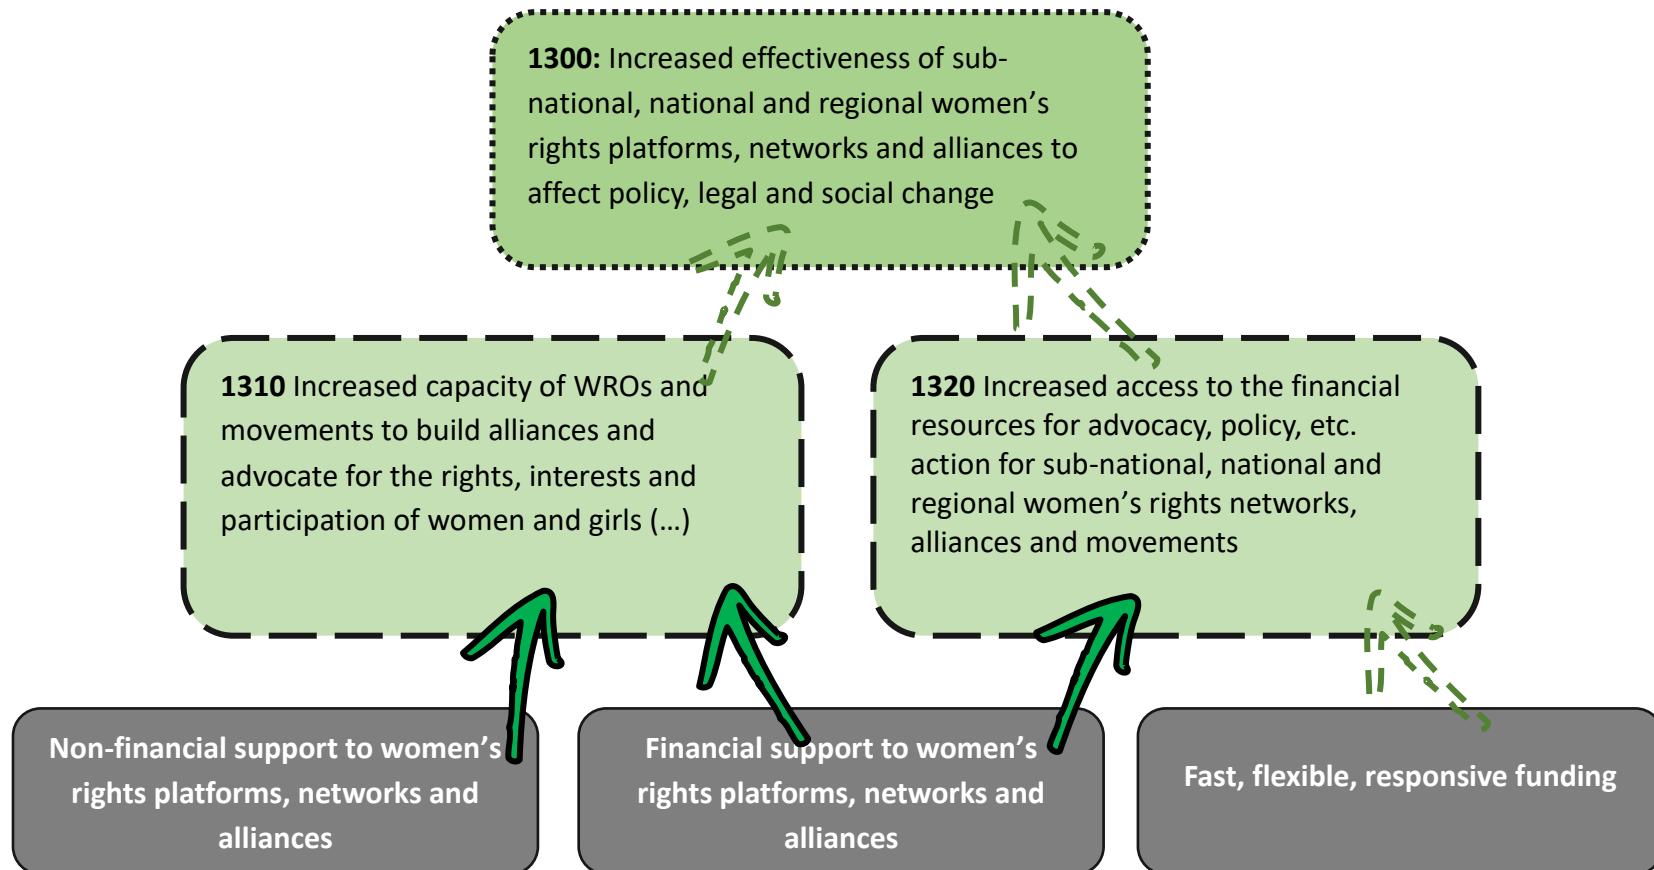 1300: Increased effectiveness of sub-
national, national and regional women’s
rights platforms, networks and alliances to
affect policy, legal and social change
1310 Increased capacity of WROs and
movements to build alliances and
advocate for the rights, interests and
participation of women and girls (...)
1320 Increased access to the financial
resources for advocacy, policy, etc.
action for sub-national, national and
regional women’s rights networks,
alliances and movements
Non-financial support to women’s
rights platforms, networks and
alliances
Financial support to women’s
rights platforms, networks and
alliances
Fast, flexible, responsive funding